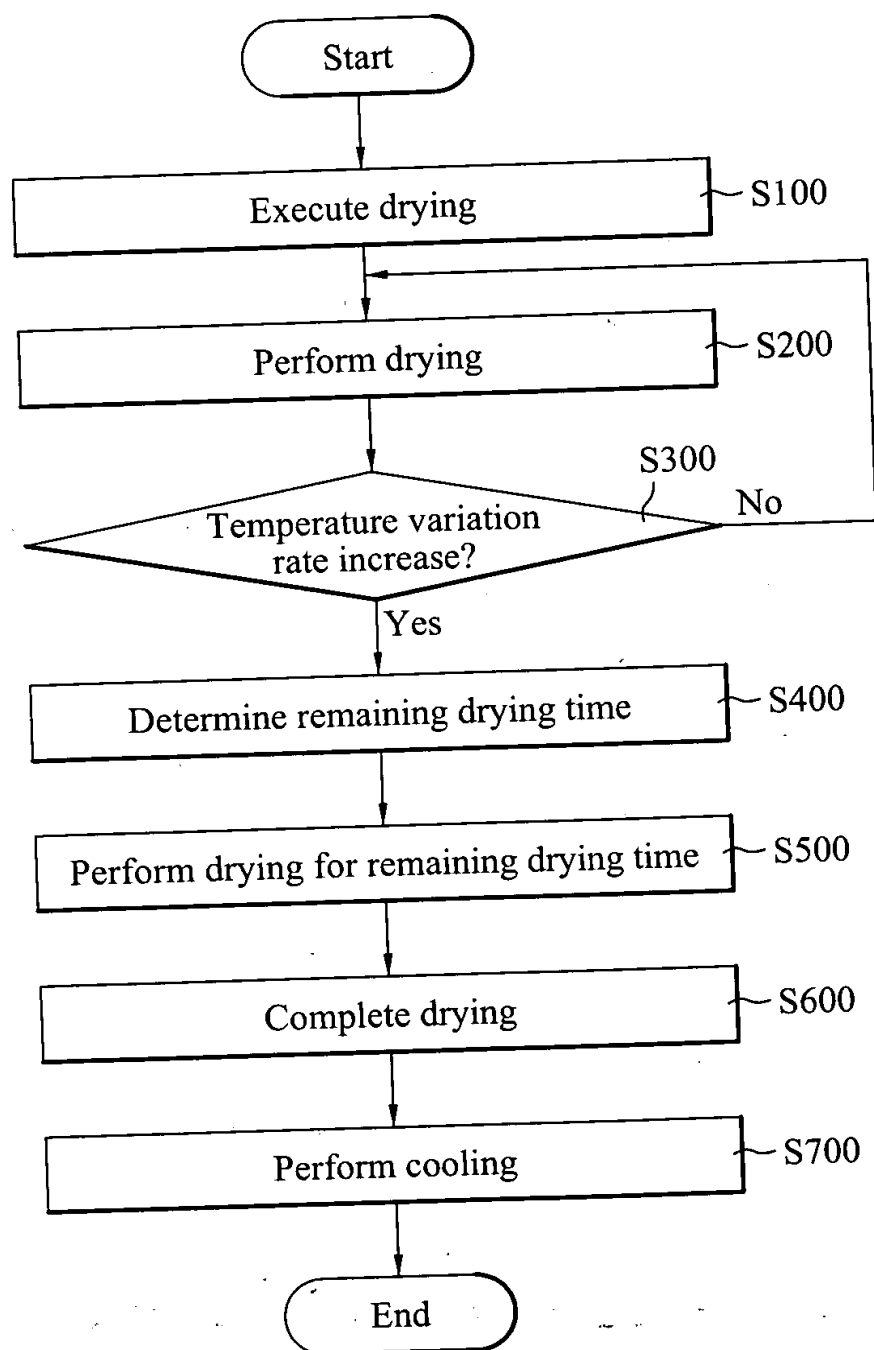 Start
Execute drying
S100
Perform drying
S200
S300
Temperature variation
rate increase?
No
Yes
Determine remaining drying time
S400
Perform drying for remaining drying time
S500
Complete drying
S600
Perform cooling
S700
End